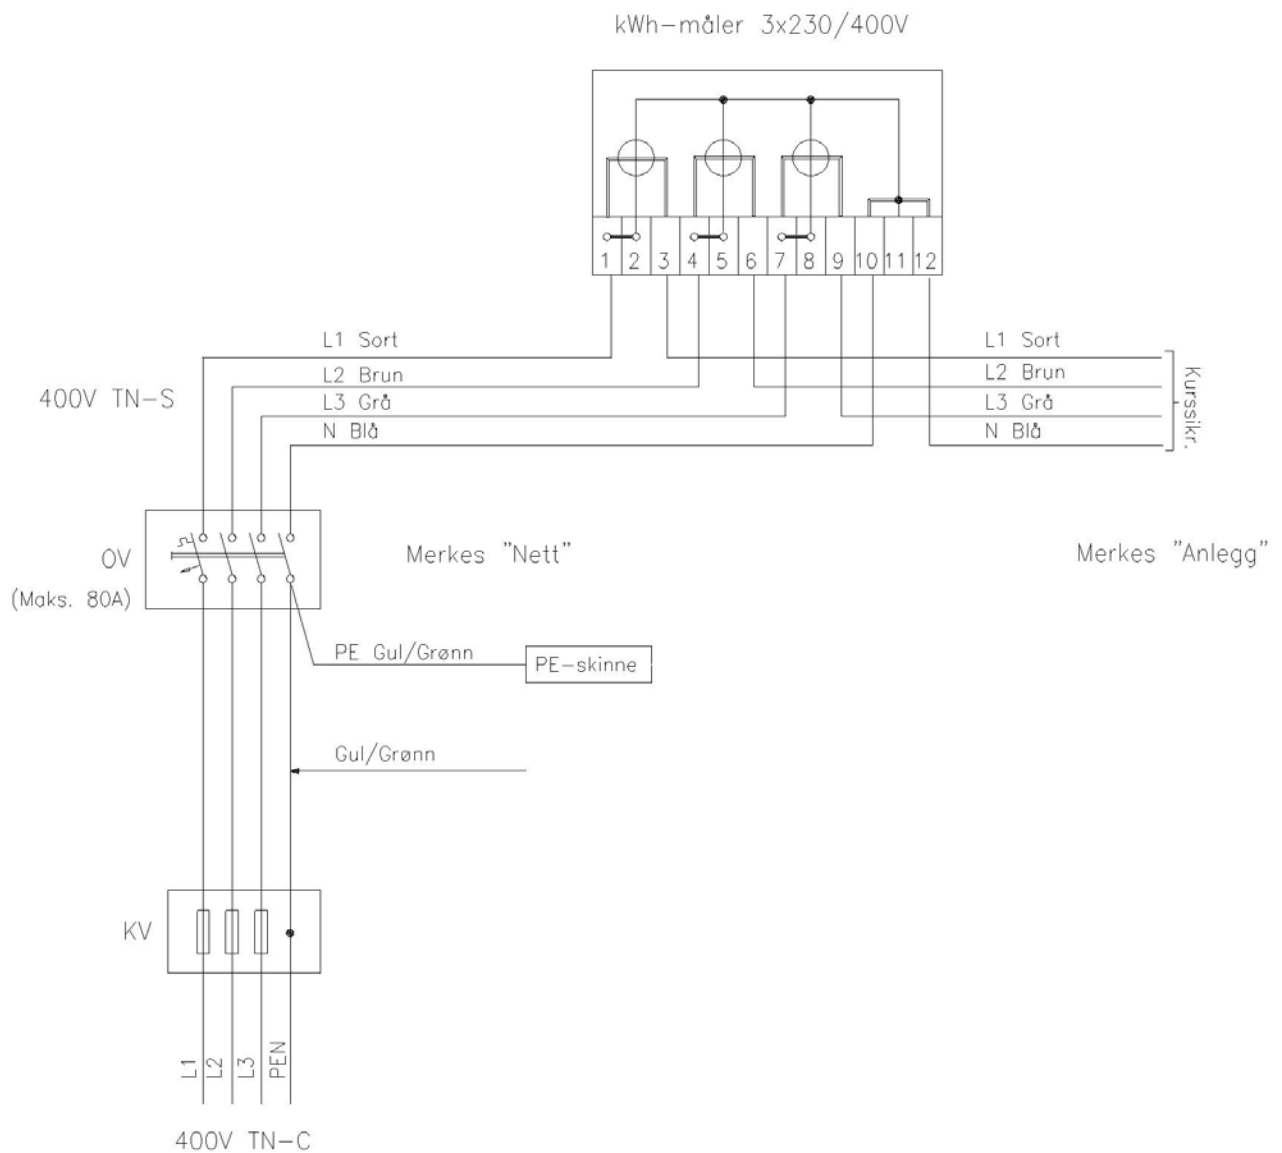 kWh-måler 3x230/400V
1 2 3 4 5 6 7 8 9 10 11 12
L1 Sort
L2 Brun
L3 Grå
N Blå
L1 Sort
L2 Brun
L3 Grå
N Blå
Kurssikr.
400V TN-S
OV
(Maks. 80A)
Merkes "Nett"
Merkes "Anlegg"
PE Gul/Grønn
PE-skinne
Gul/Grønn
KV
L1
L2
L3
PEN
400V TN-C